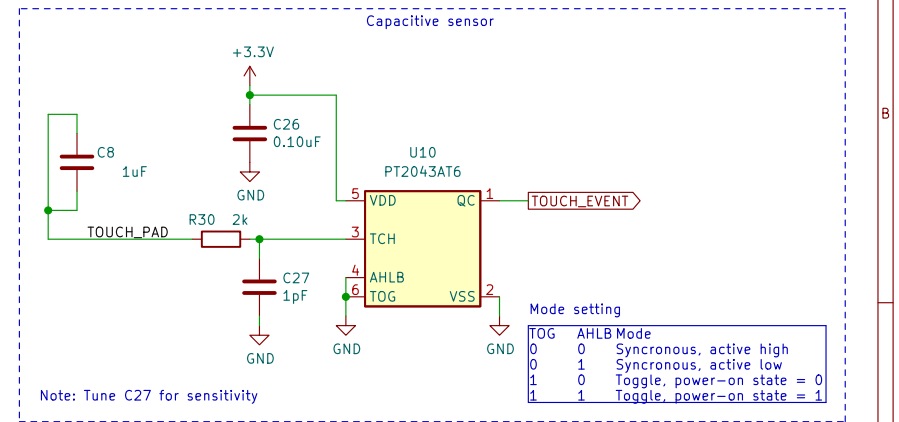 Capacitive sensor
+3.3V
B
C26
0.10uF
C8
1uF
U10
PT2043AT6
GND
5 VDD QC 1
TOUCH_EVENT
R30 2k
TOUCH_PAD
3 TCH
4 AHLB
C27
1pF
6 TOG VSS 2
GND
GND
GND
Mode setting
TOG AHLB Mode
0 0 Syncronous, active high
0 1 Syncronous, active low
1 0 Toggle, power-on state = 0
1 1 Toggle, power-on state = 1
Note: Tune C27 for sensitivity